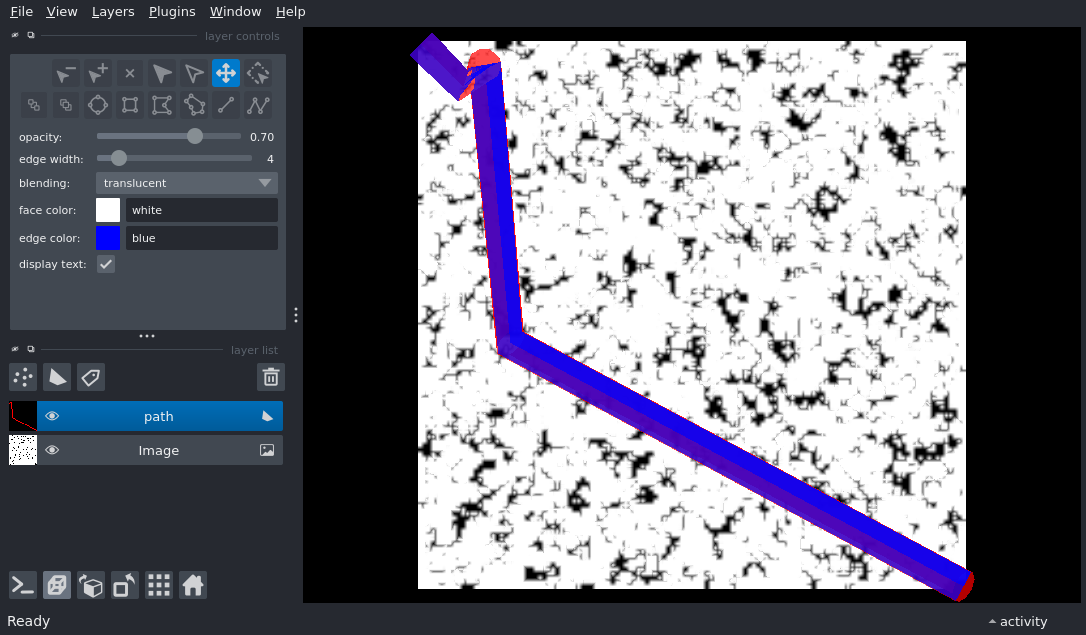 File View Layers Plugins Window Help
layer controls
opacity: 0.70
edge width: 4
blending: translucent
face color: white
edge color: blue
display text:
layer list
path
Image
Ready
activity